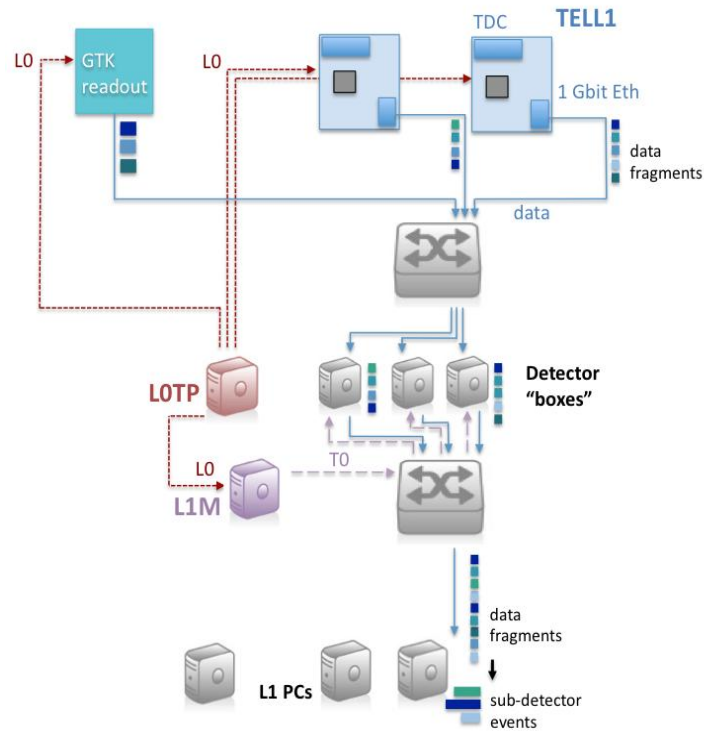 TDC
TELL1
L0
GTK
readout
L0
1 Gbit Eth
data
fragments
data
L0TP
Detector
“boxes”
L0
T0
L1M
data
fragments
L1 PCs
sub-detector
events